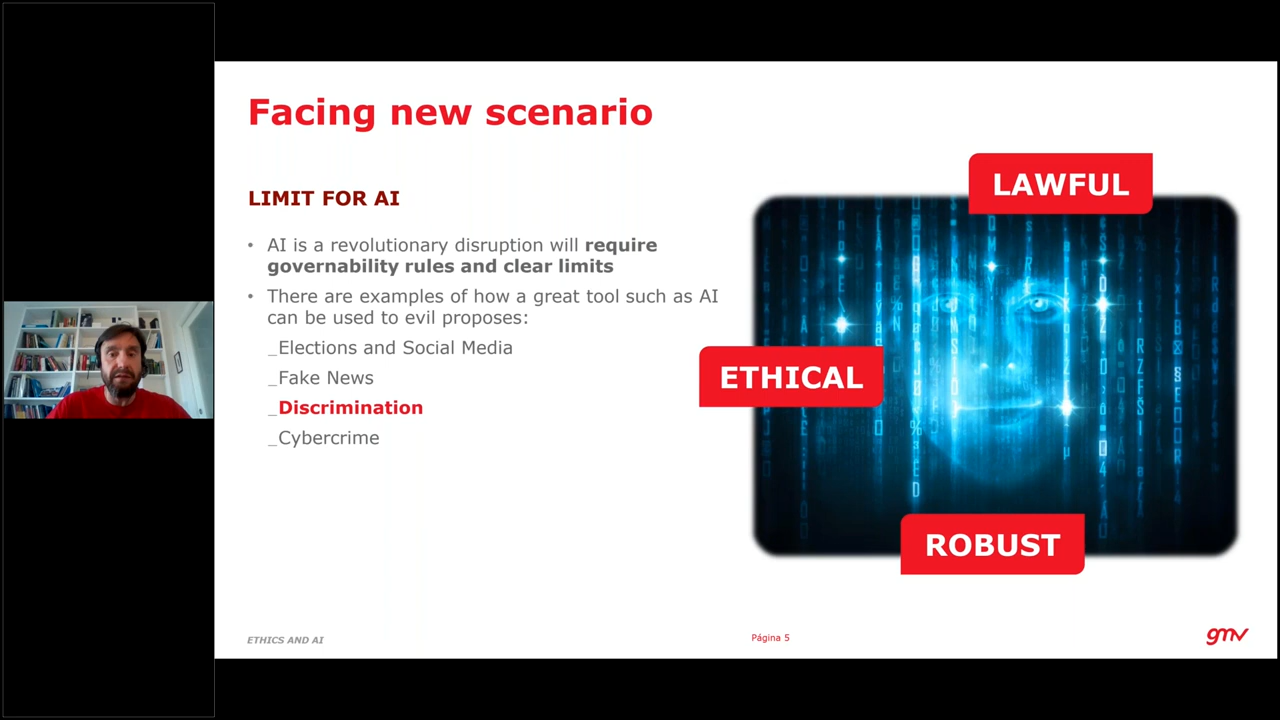 Facing new scenario
LIMIT FOR AI
• AI is a revolutionary disruption will require
governability rules and clear limits
• There are examples of how a great tool such as AI
can be used to evil proposes:
_Elections and Social Media
_Fake News
_Discrimination
_Cybercrime
LAWFUL
ETHICAL
ROBUST
ETHICS AND AI
Página 5
gmv